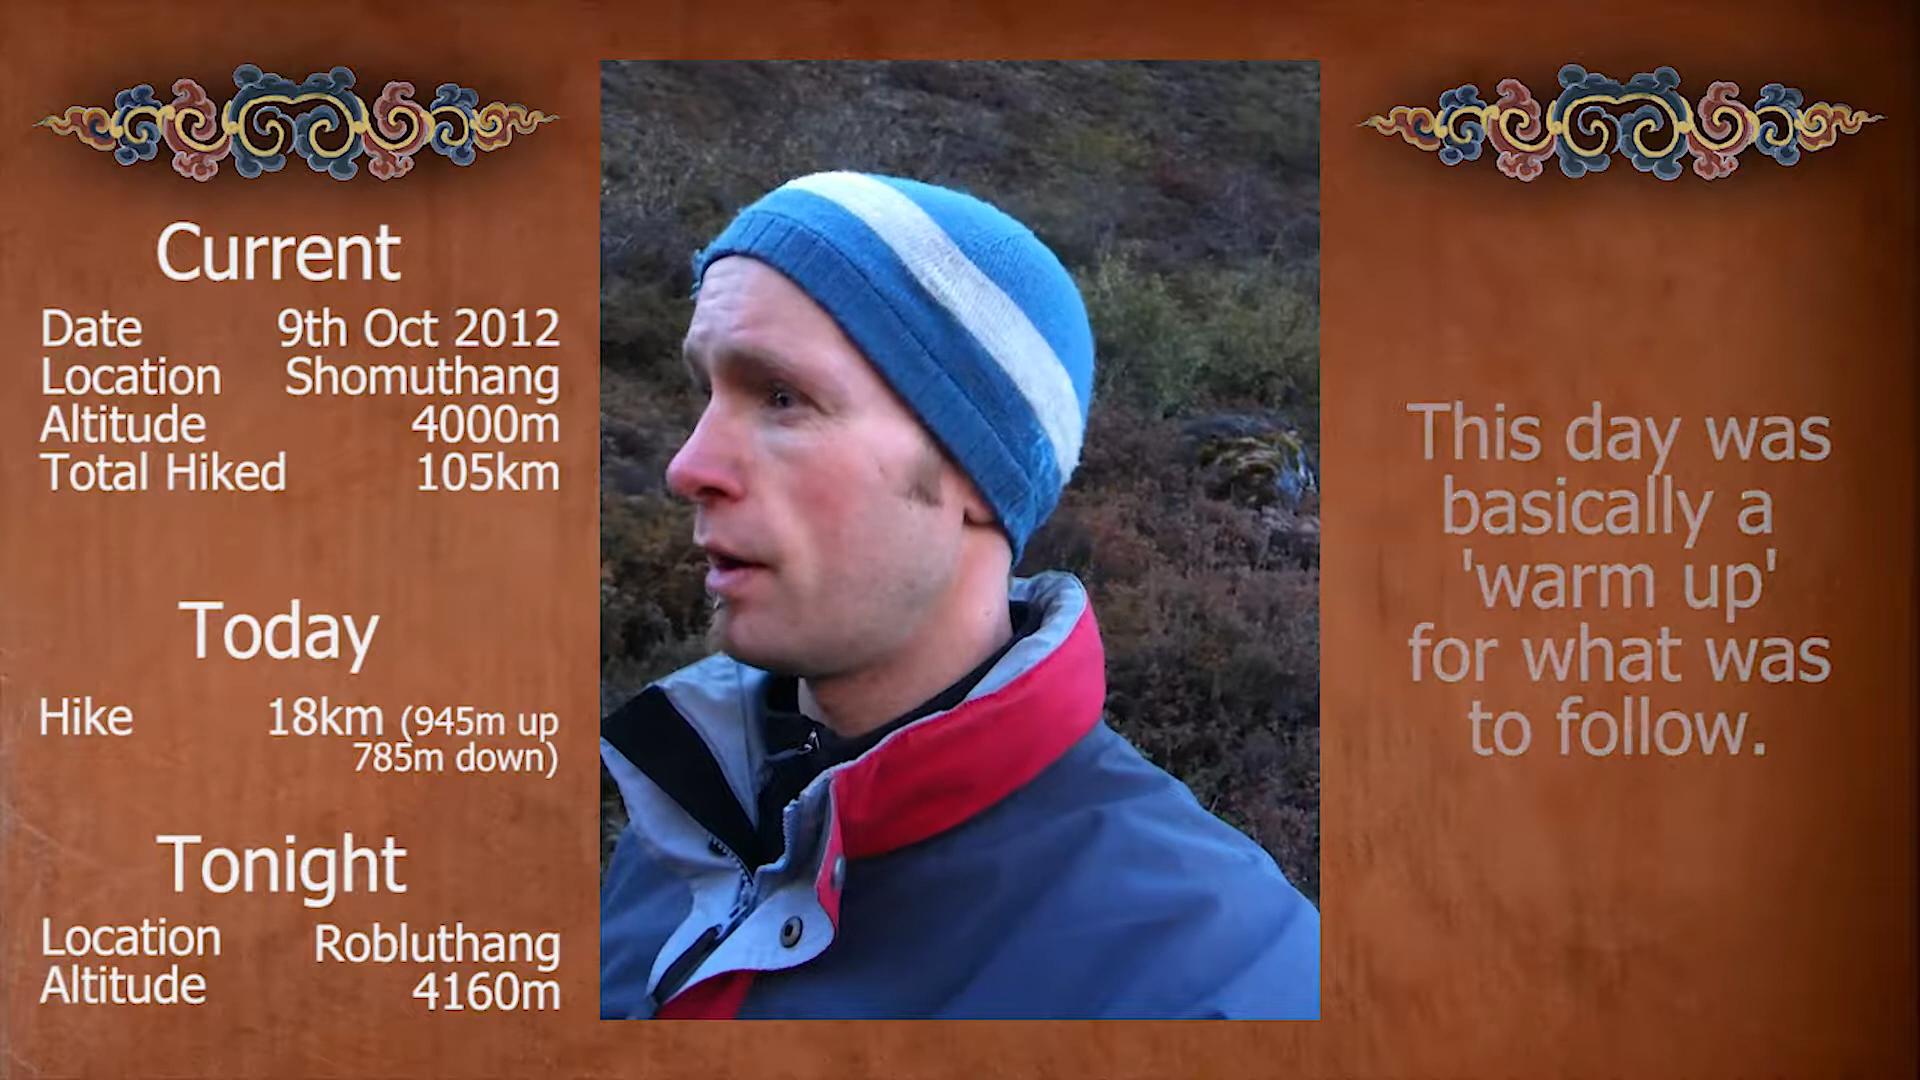 Current
Date 9th Oct 2012
Location Shomuthang
Altitude 4000m
Total Hiked 105km
Today
Hike 18km (945m up
785m down)
Tonight
Location Robluthang
Altitude 4160m
This day was
basically a
'warm up'
for what was
to follow.